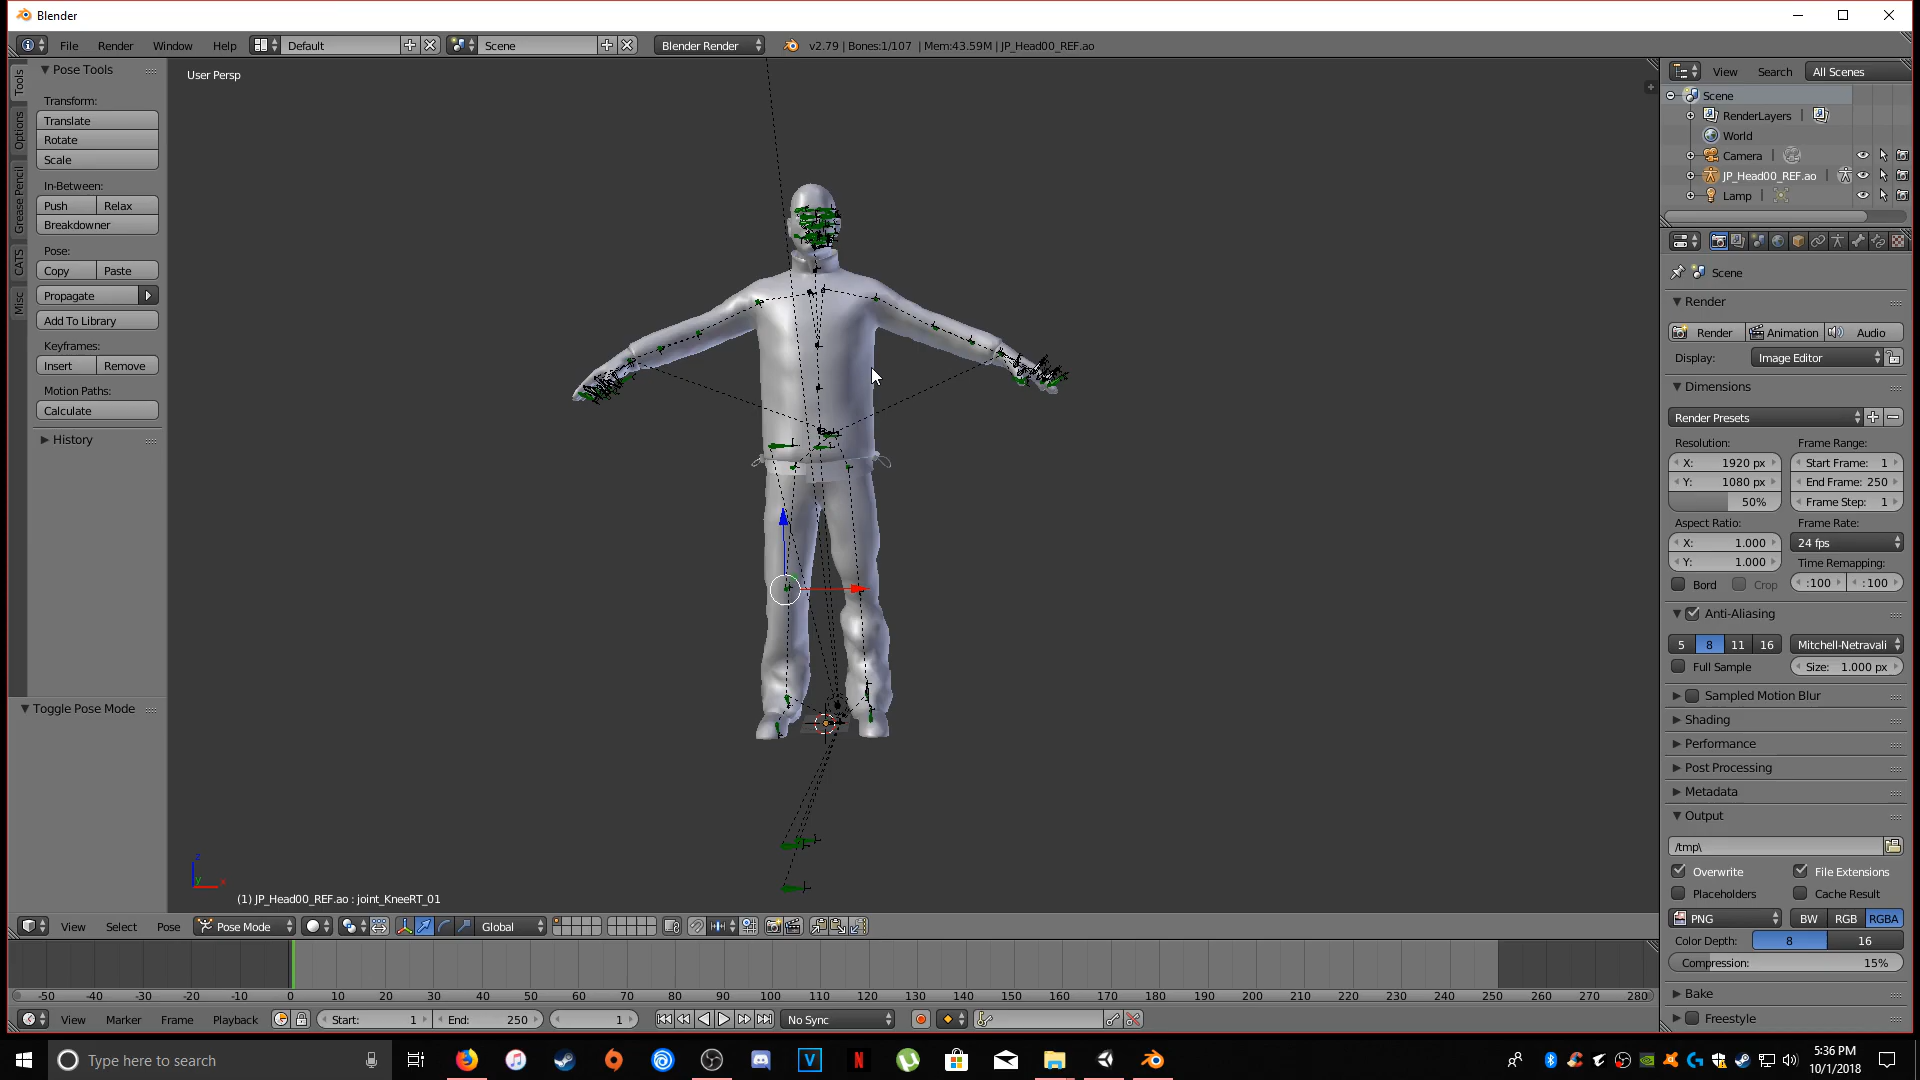 Blender
File Render Window Help Default Scene Blender Render v2.79 | Bones:1/107 | Mem:43.59M | JP_Head00_REF.ao
Tools
Options
Grease Pencil
CATS
Misc
Pose Tools
Transform:
Translate
Rotate
Scale
In-Between:
Push Relax
Breakdowner
Pose:
Copy Paste
Propagate
Add To Library
Keyframes:
Insert Remove
Motion Paths:
Calculate
History
Toggle Pose Mode
User Persp
z
y x
(1) JP_Head00_REF.ao : joint_KneeRT_01
View Select Pose Pose Mode Global
View Search All Scenes
Scene
RenderLayers |
World
Camera |
JP_Head00_REF.ao |
Lamp |
Scene
Render
Render Animation Audio
Display: Image Editor
Dimensions
Render Presets
Resolution: Frame Range:
X: 1920 px Start Frame: 1
Y: 1080 px End Frame: 250
50% Frame Step: 1
Aspect Ratio: Frame Rate:
X: 1.000 24 fps
Y: 1.000 Time Remapping:
Bord Crop :100 :100
Anti-Aliasing
5 8 11 16 Mitchell-Netravali
Full Sample Size: 1.000 px
Sampled Motion Blur
Shading
Performance
Post Processing
Metadata
Output
/tmp\
Overwrite File Extensions
Placeholders Cache Result
PNG BW RGB RGBA
Color Depth: 8 16
Compression: 15%
Bake
Freestyle
-50 -40 -30 -20 -10 0 10 20 30 40 50 60 70 80 90 100 110 120 130 140 150 160 170 180 190 200 210 220 230 240 250 260 270 280
View Marker Frame Playback Start: 1 End: 250 1 No Sync
Type here to search
V N
5:36 PM
10/1/2018